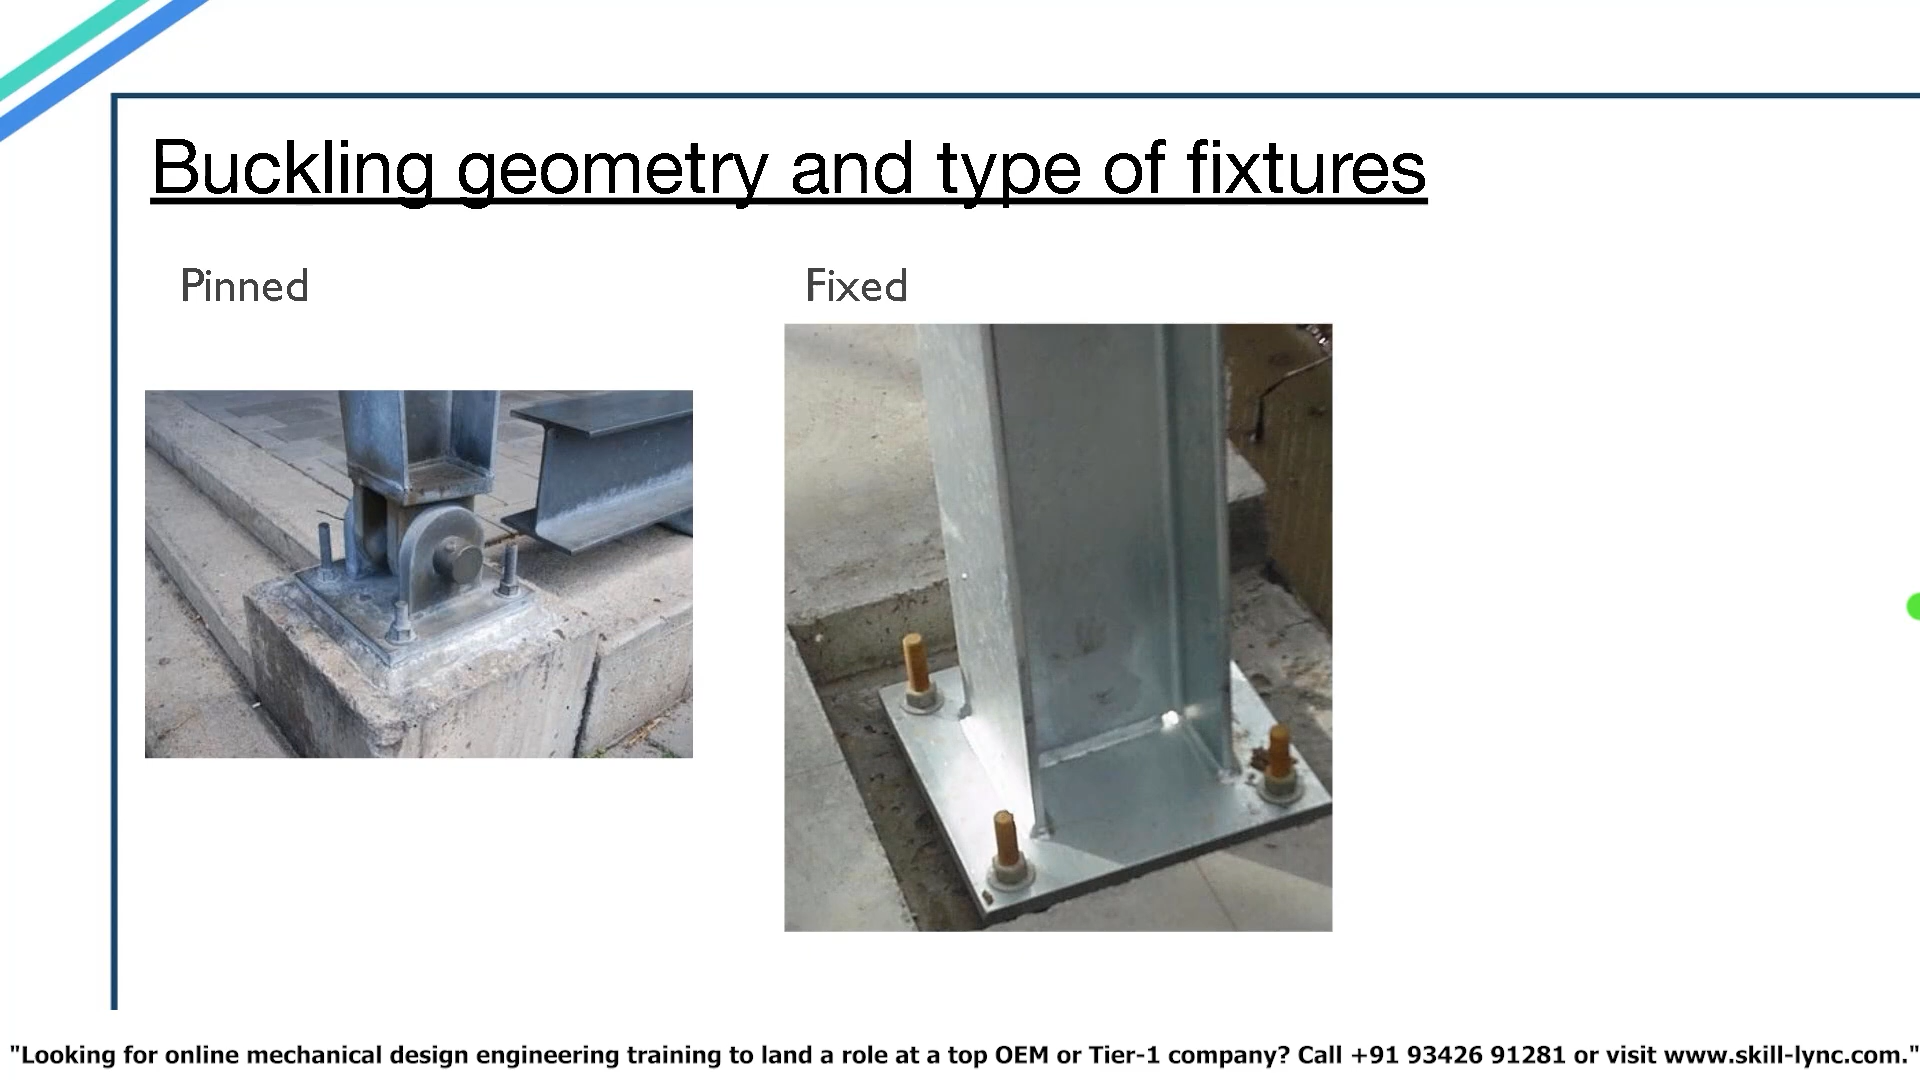 Buckling geometry and type of fixtures
Pinned
Fixed
"Looking for online mechanical design engineering training to land a role at a top OEM or Tier-1 company? Call +91 93426 91281 or visit www.skill-lync.com."